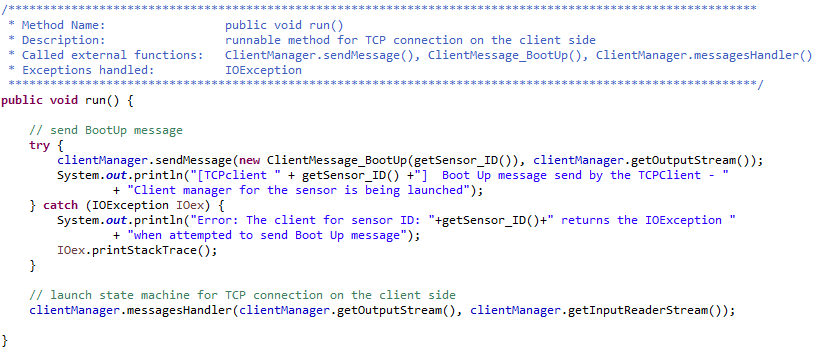 /***********************************************************************************************************
 * Method Name:                 public void run()
 * Description:                 runnable method for TCP connection on the client side
 * Called external functions:   ClientManager.sendMessage(), ClientMessage_BootUp(), ClientManager.messagesHandler()
 * Exceptions handled:          IOException
 ***********************************************************************************************************/
public void run() {

    // send BootUp message
    try {
        clientManager.sendMessage(new ClientMessage_BootUp(getSensor_ID()), clientManager.getOutputStream());
        System.out.println("[TCPclient " + getSensor_ID() +"]  Boot Up message send by the TCPClient - "
                + "Client manager for the sensor is being launched");
    } catch (IOException IOex) {
        System.out.println("Error: The client for sensor ID: "+getSensor_ID()+" returns the IOException "
                + "when attempted to send Boot Up message");
        IOex.printStackTrace();
    }

    // launch state machine for TCP connection on the client side
    clientManager.messagesHandler(clientManager.getOutputStream(), clientManager.getInputReaderStream());

}